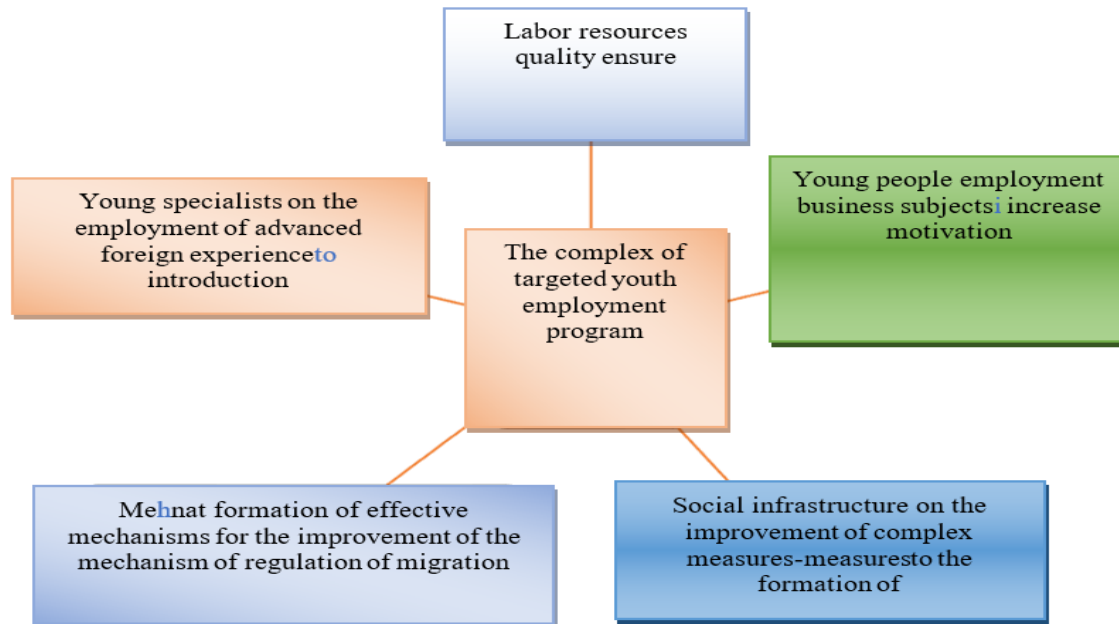 Labor resources
quality ensure
Young specialists on the
employment of advanced
foreign experienceto
introduction
Young people employment
business subjectsi increase
motivation
The complex of
targeted youth
employment
program
Mehnat formation of effective
mechanisms for the improvement of the
mechanism of regulation of migration
Social infrastructure on the
improvement of complex
measures-measuresto the
formation of